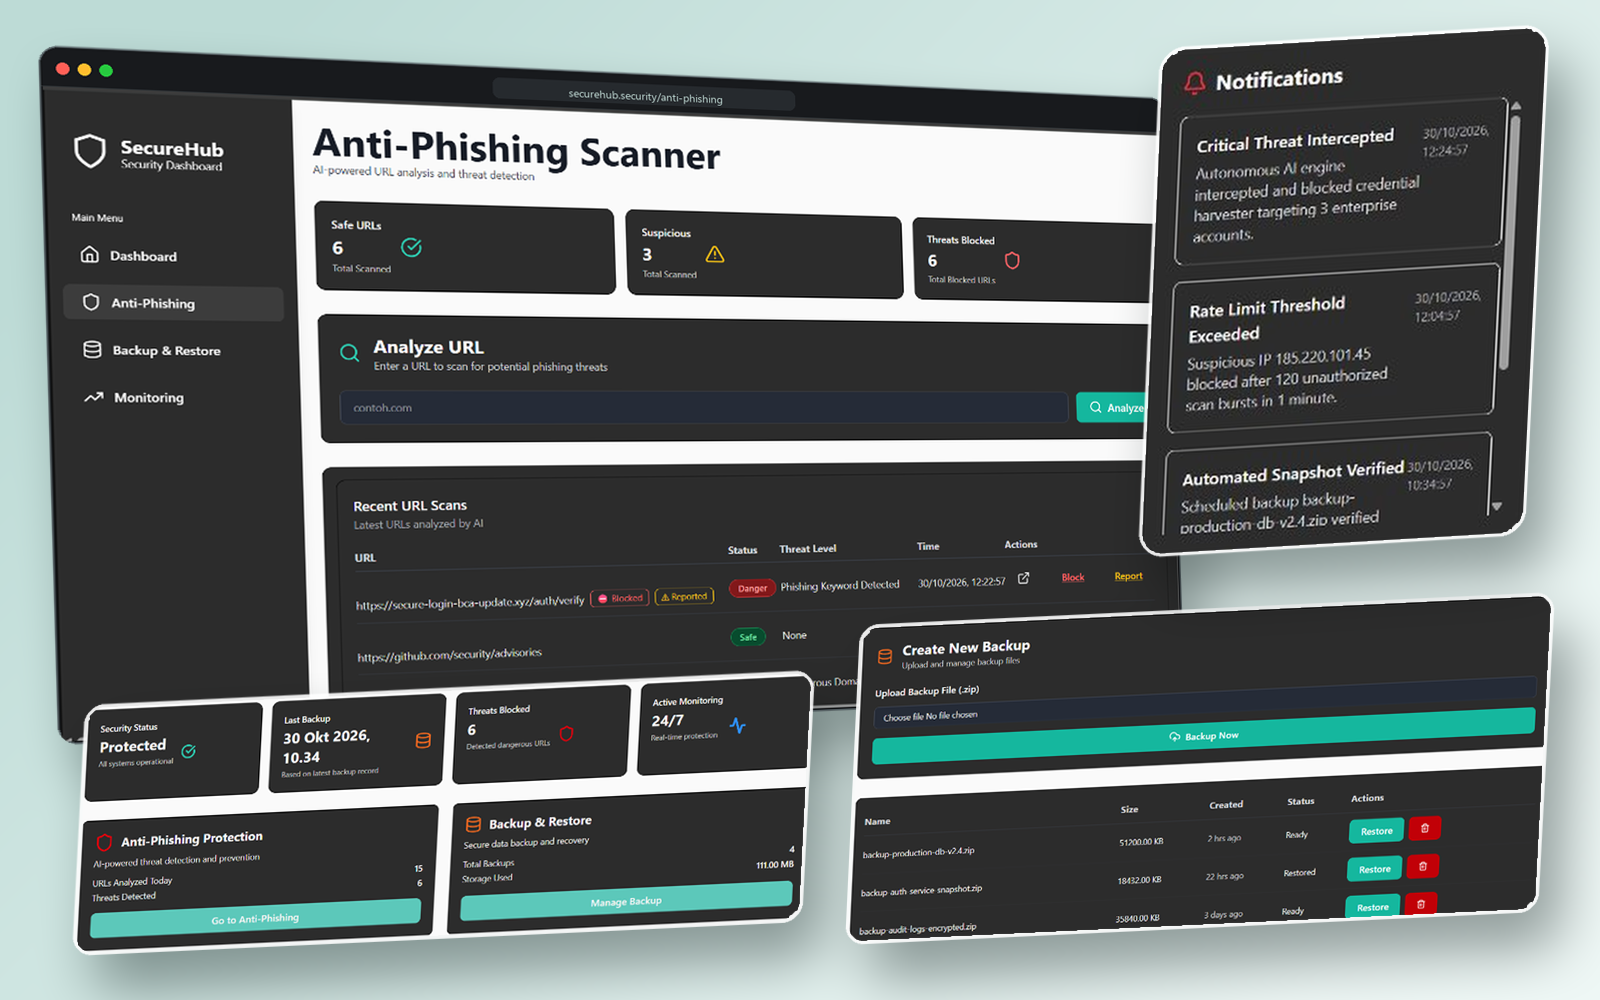 securehub.security/anti-phishing
SecureHub
Security Dashboard
Main Menu
Dashboard
Anti-Phishing
Backup & Restore
Monitoring
Anti-Phishing Scanner
AI-powered URL analysis and threat detection
Safe URLs
6
Total Scanned
Suspicious
3
Total Scanned
Threats Blocked
6
Total Blocked URLs
Analyze URL
Enter a URL to scan for potential phishing threats
contoh.com
Analyze
Recent URL Scans
Latest URLs analyzed by AI
URL Status Threat Level Time Actions
https://secure-login-bca-update.xyz/auth/verify Blocked Reported Danger Phishing Keyword Detected 30/10/2026, 12:22:57 Block Report
https://github.com/security/advisories Safe None
Notifications
Critical Threat Intercepted
30/10/2026,
12:24:57
Autonomous AI engine
intercepted and blocked credential
harvester targeting 3 enterprise
accounts.
Rate Limit Threshold
Exceeded
30/10/2026,
12:04:57
Suspicious IP 185.220.101.45
blocked after 120 unauthorized
scan bursts in 1 minute.
Automated Snapshot Verified
30/10/2026,
10:34:57
Scheduled backup backup-
production-db-v2.4.zip verified
Security Status
Protected
All systems operational
Last Backup
30 Okt 2026,
10.34
Based on latest backup record
Threats Blocked
6
Detected dangerous URLs
Active Monitoring
24/7
Real-time protection
Anti-Phishing Protection
AI-powered threat detection and prevention
URLs Analyzed Today 15
Threats Detected 6
Go to Anti-Phishing
Backup & Restore
Secure data backup and recovery
Total Backups 4
Storage Used 111.00 MB
Manage Backup
Create New Backup
Upload and manage backup files
Upload Backup File (.zip)
Choose file No file chosen
Backup Now
Name Size Created Status Actions
backup-production-db-v2.4.zip 51200.00 KB 2 hrs ago Ready Restore
backup-auth-service-snapshot.zip 18432.00 KB 22 hrs ago Restored Restore
backup-audit-logs-encrypted.zip 35840.00 KB 3 days ago Ready Restore